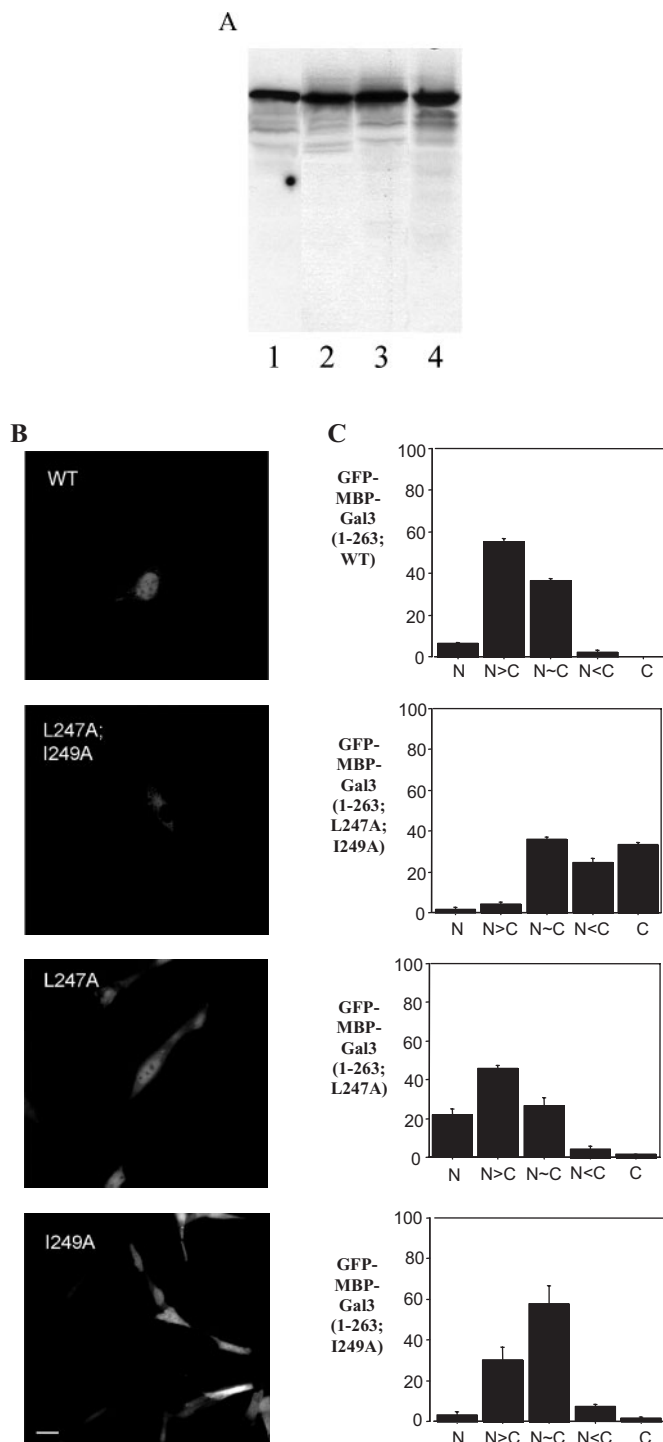 A
1 2 3 4
B
WT
L247A;
I249A
L247A
I249A
C
GFP-
MBP-
Gal3
(1-263;
WT)
100
80
60
40
20
0
N N>C N~C N<C C
GFP-
MBP-
Gal3
(1-263;
L247A;
I249A)
100
80
60
40
20
0
N N>C N~C N<C C
GFP-
MBP-
Gal3
(1-263;
L247A)
100
80
60
40
20
0
N N>C N~C N<C C
GFP-
MBP-
Gal3
(1-263;
I249A)
100
80
60
40
20
0
N N>C N~C N<C C